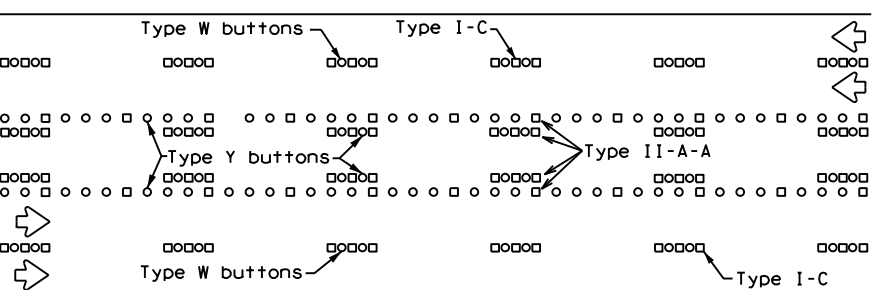 Type W buttons
Type I-C
Type Y buttons
Type II-A-A
Type W buttons
Type I-C